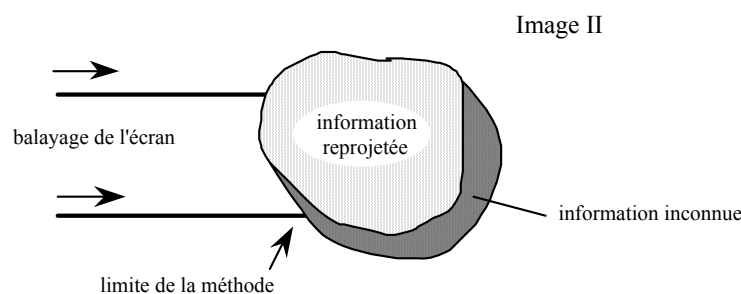 Image II
balayage de l'écran
information
reprojetée
information inconnue
limite de la méthode